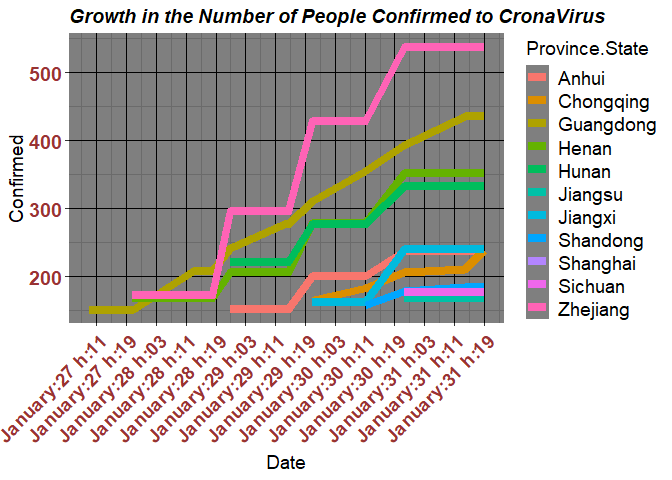 Growth in the Number of People Confirmed to CronaVirus
Province.State
Anhui
Chongqing
Guangdong
Henan
Hunan
Jiangsu
Jiangxi
Shandong
Shanghai
Sichuan
Zhejiang
Confirmed
500
400
300
200
January:27 h:11
January:27 h:19
January:28 h:03
January:28 h:11
January:28 h:19
January:29 h:03
January:29 h:11
January:29 h:19
January:30 h:03
January:30 h:11
January:30 h:19
January:31 h:03
January:31 h:11
January:31 h:19
Date